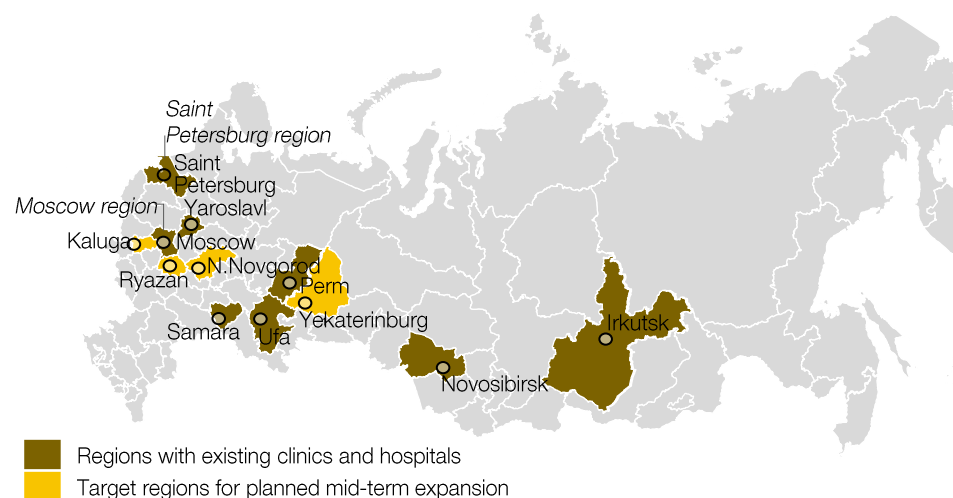 Saint
Petersburg region
Saint
Petersburg
Yaroslavl
Moscow region
Kaluga
Moscow
Ryazan
N.Novgorod
Perm
Yekaterinburg
Samara
Ufa
Irkutsk
Novosibirsk
Regions with existing clinics and hospitals
Target regions for planned mid-term expansion